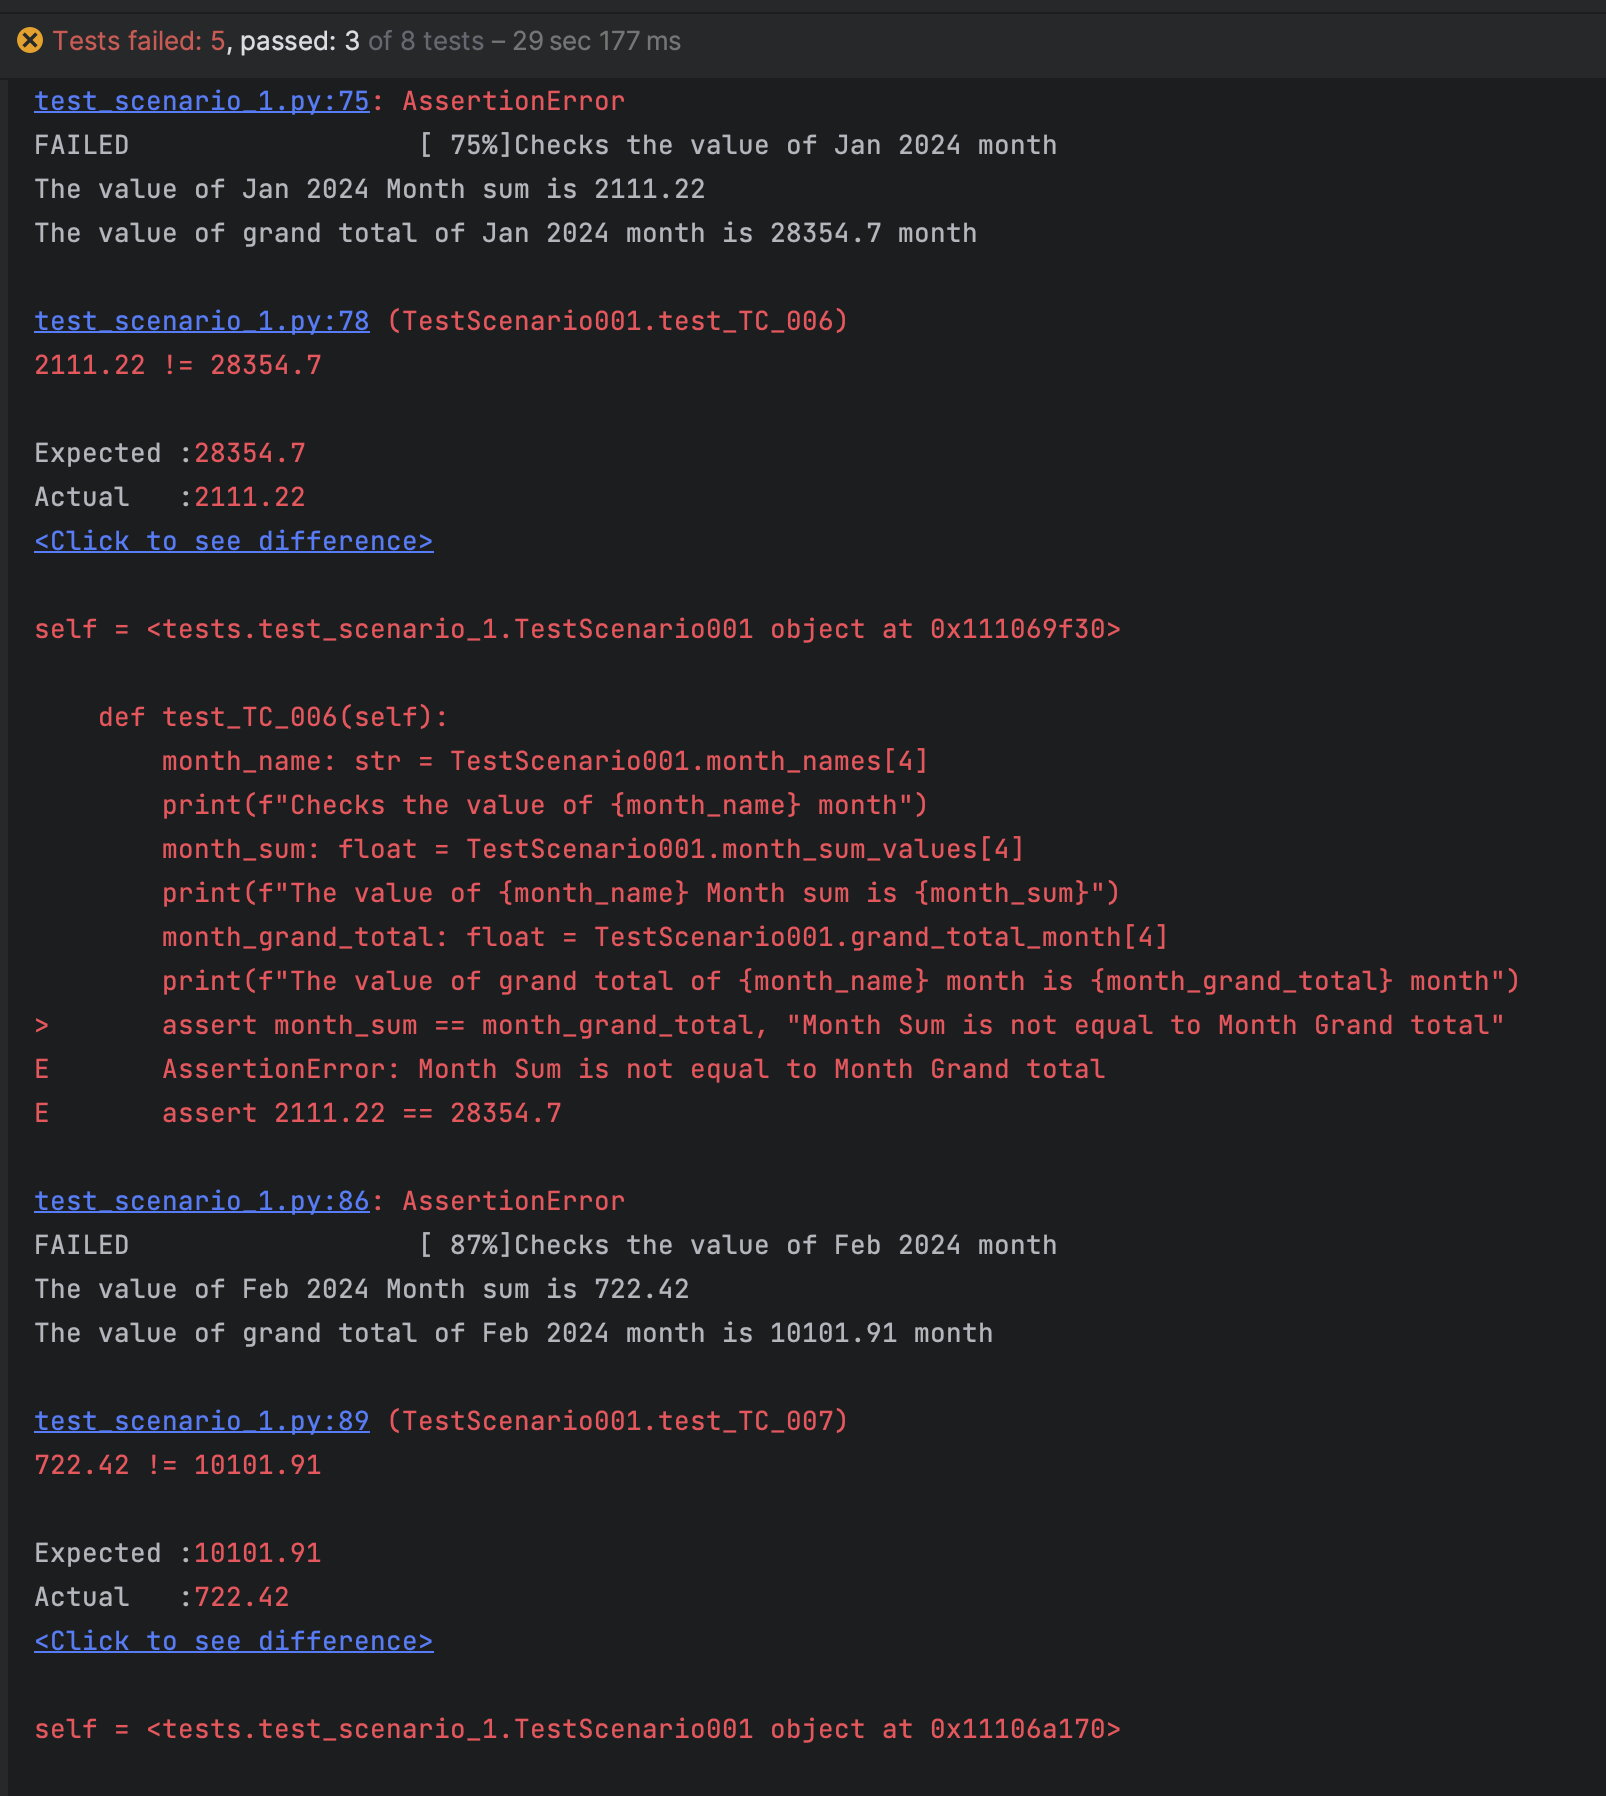 Tests failed: 5, passed: 3 of 8 tests – 29 sec 177 ms
test_scenario_1.py:75: AssertionError
FAILED                  [ 75%]Checks the value of Jan 2024 month
The value of Jan 2024 Month sum is 2111.22
The value of grand total of Jan 2024 month is 28354.7 month
test_scenario_1.py:78 (TestScenario001.test_TC_006)
2111.22 != 28354.7
Expected :28354.7
Actual   :2111.22
<Click to see difference>
self = <tests.test_scenario_1.TestScenario001 object at 0x111069f30>
    def test_TC_006(self):
        month_name: str = TestScenario001.month_names[4]
        print(f"Checks the value of {month_name} month")
        month_sum: float = TestScenario001.month_sum_values[4]
        print(f"The value of {month_name} Month sum is {month_sum}")
        month_grand_total: float = TestScenario001.grand_total_month[4]
        print(f"The value of grand total of {month_name} month is {month_grand_total} month")
>       assert month_sum == month_grand_total, "Month Sum is not equal to Month Grand total"
E       AssertionError: Month Sum is not equal to Month Grand total
E       assert 2111.22 == 28354.7
test_scenario_1.py:86: AssertionError
FAILED                  [ 87%]Checks the value of Feb 2024 month
The value of Feb 2024 Month sum is 722.42
The value of grand total of Feb 2024 month is 10101.91 month
test_scenario_1.py:89 (TestScenario001.test_TC_007)
722.42 != 10101.91
Expected :10101.91
Actual   :722.42
<Click to see difference>
self = <tests.test_scenario_1.TestScenario001 object at 0x11106a170>